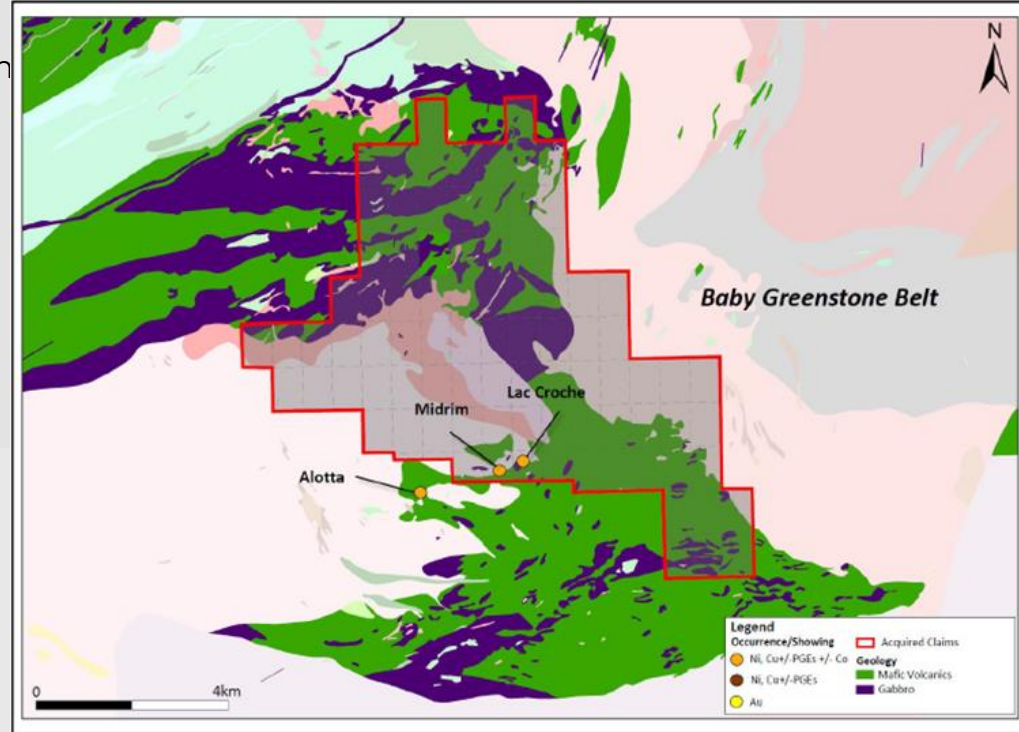 n
N
Baby Greenstone Belt
Lac Croche
Midrim
Alotta
0 4km
Legend
Occurrence/Showing
Ni, Cu+/-PGEs +/- Co
Ni, Cu+/-PGEs
Au
Acquired Claims
Geology
Mafic Volcanics
Gabbro